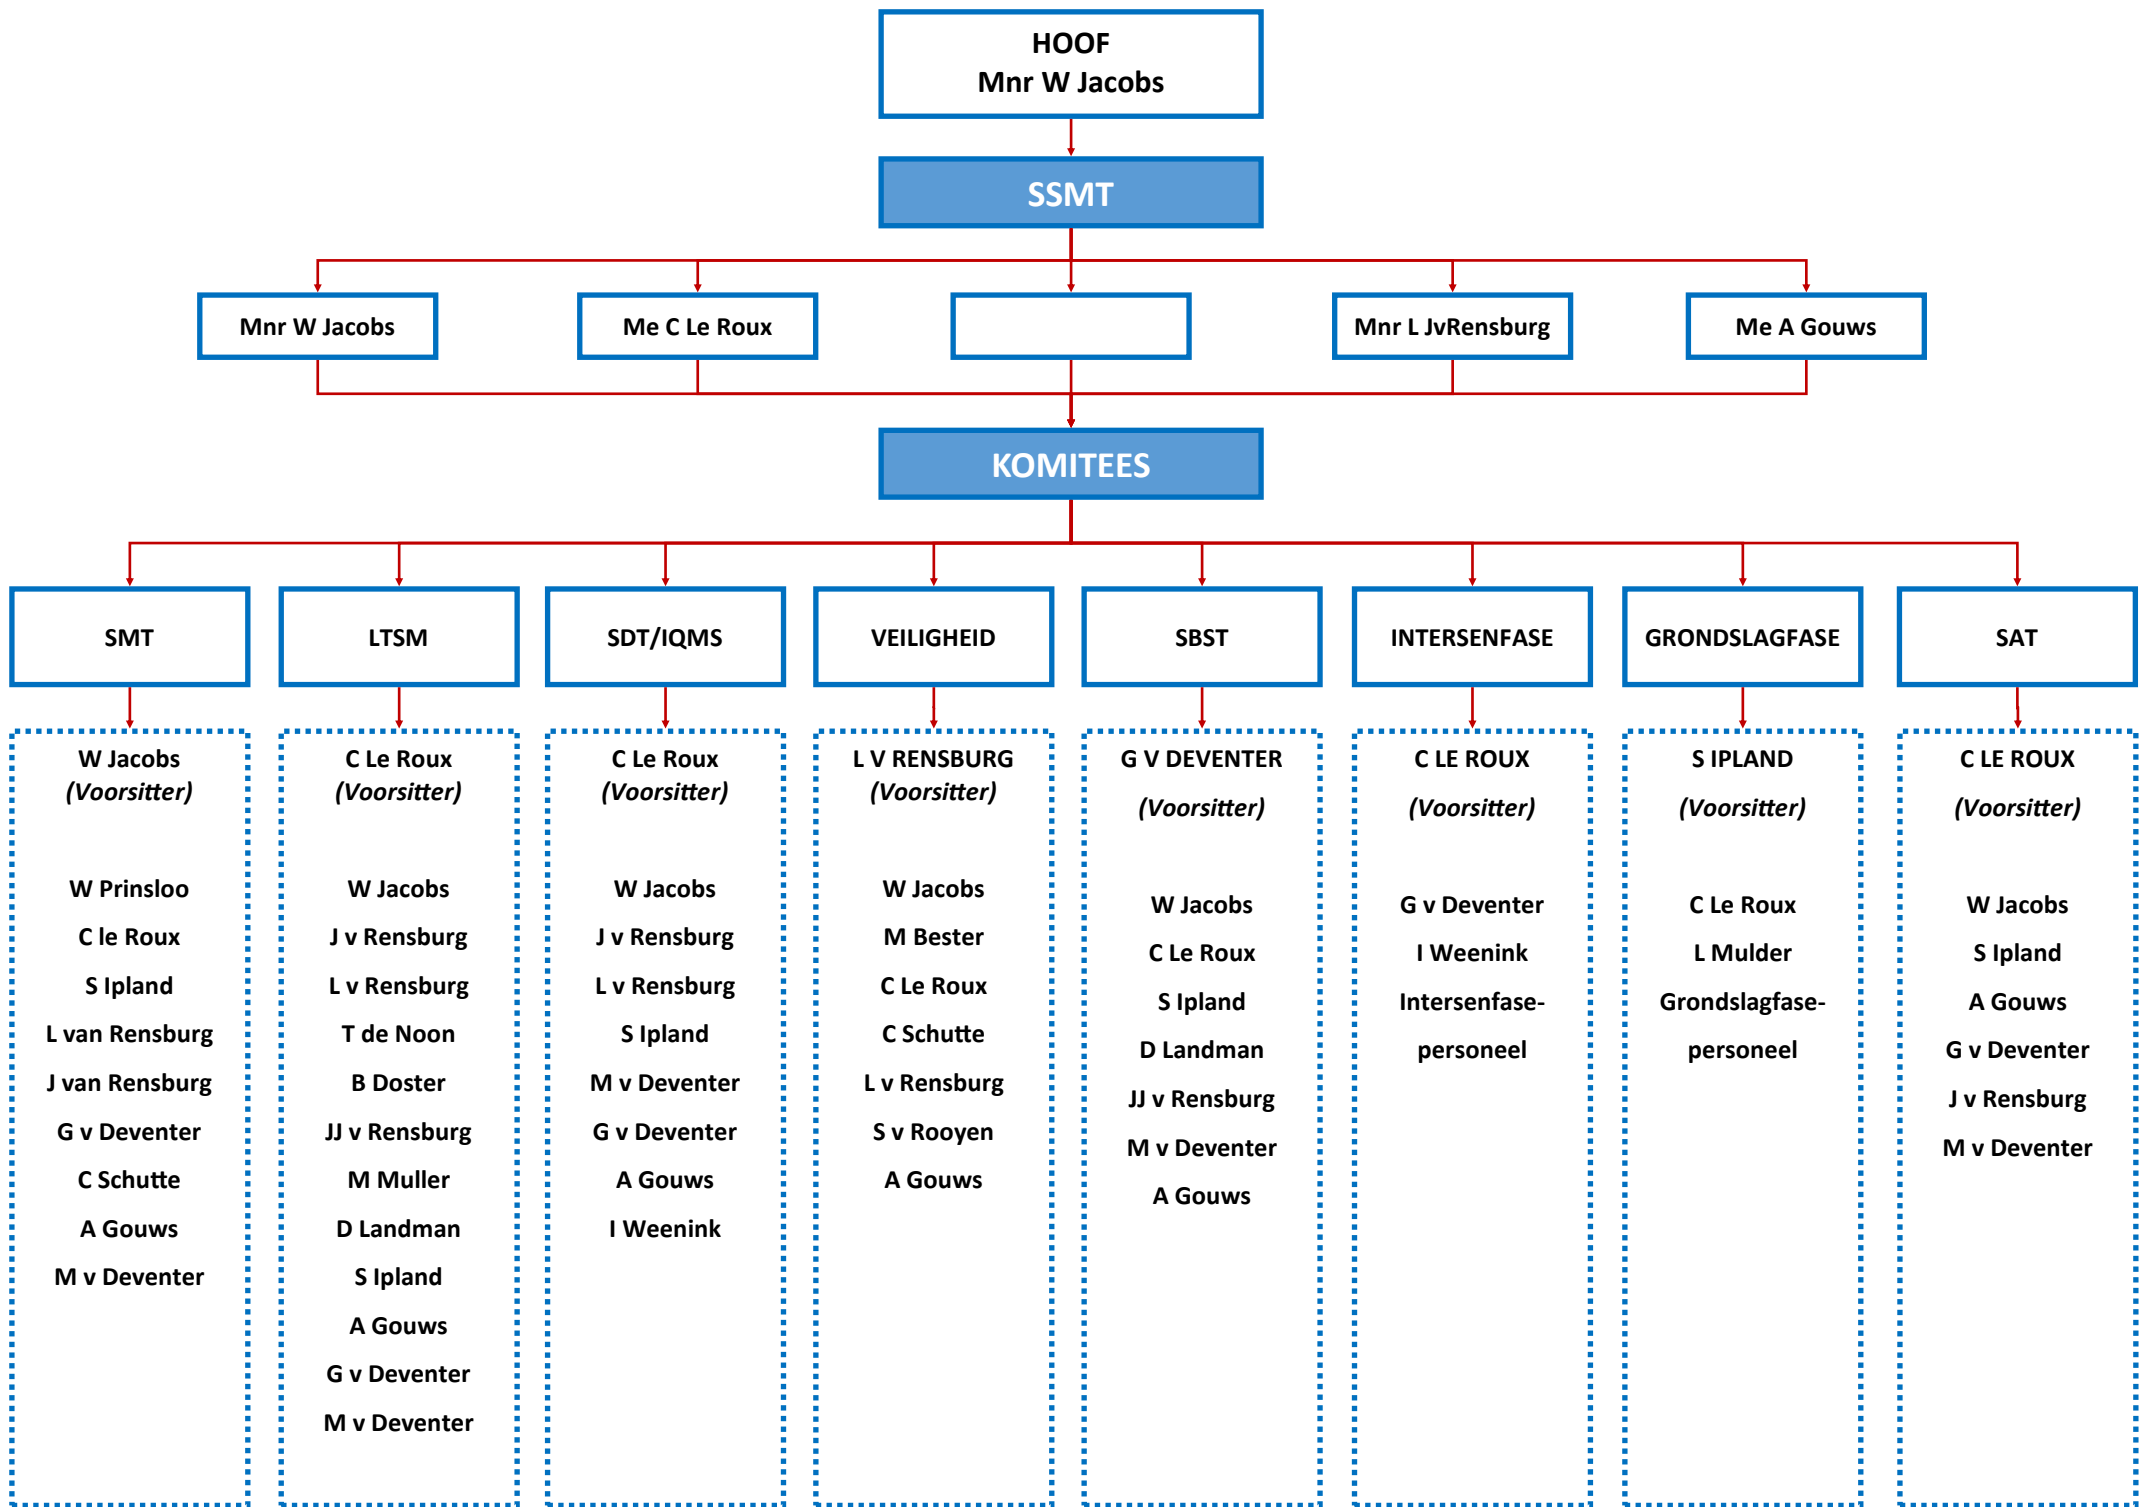 HOOF
Mnr W Jacobs
SSMT
Mnr W Jacobs
Me C Le Roux
Mnr L JvRensburg
Me A Gouws
KOMITEES
SMT
LTSM
SDT/IQMS
VEILIGHEID
SBST
INTERSENFASE
GRONDSLAGFASE
SAT
W Jacobs
(Voorsitter)
W Prinsloo
C le Roux
S Ipland
L van Rensburg
J van Rensburg
G v Deventer
C Schutte
A Gouws
M v Deventer
C Le Roux
(Voorsitter)
W Jacobs
J v Rensburg
L v Rensburg
T de Noon
B Doster
JJ v Rensburg
M Muller
D Landman
S Ipland
A Gouws
G v Deventer
M v Deventer
C Le Roux
(Voorsitter)
W Jacobs
J v Rensburg
L v Rensburg
S Ipland
M v Deventer
G v Deventer
A Gouws
I Weenink
L V RENSBURG
(Voorsitter)
W Jacobs
M Bester
C Le Roux
C Schutte
L v Rensburg
S v Rooyen
A Gouws
G V DEVENTER
(Voorsitter)
W Jacobs
C Le Roux
S Ipland
D Landman
JJ v Rensburg
M v Deventer
A Gouws
C LE ROUX
(Voorsitter)
G v Deventer
I Weenink
Intersenfase-
personeel
S IPLAND
(Voorsitter)
C Le Roux
L Mulder
Grondslagfase-
personeel
C LE ROUX
(Voorsitter)
W Jacobs
S Ipland
A Gouws
G v Deventer
J v Rensburg
M v Deventer